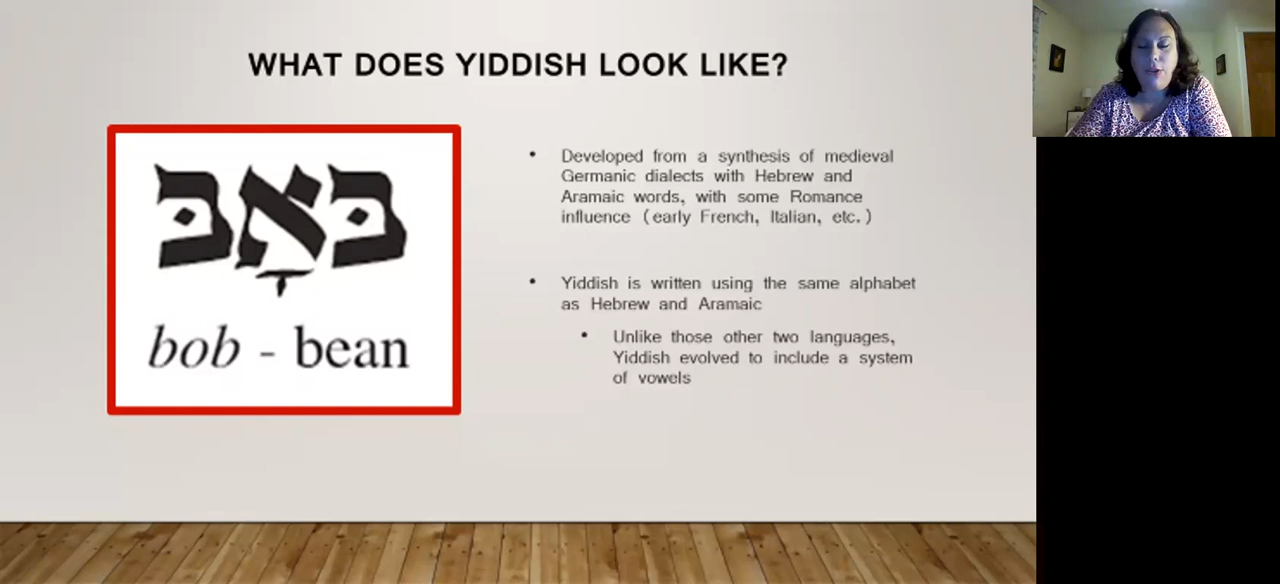 WHAT DOES YIDDISH LOOK LIKE?
בּאָבּ
bob - bean
• Developed from a synthesis of medieval
Germanic dialects with Hebrew and
Aramaic words, with some Romance
influence (early French, Italian, etc.)
• Yiddish is written using the same alphabet
as Hebrew and Aramaic
• Unlike those other two languages,
Yiddish evolved to include a system
of vowels